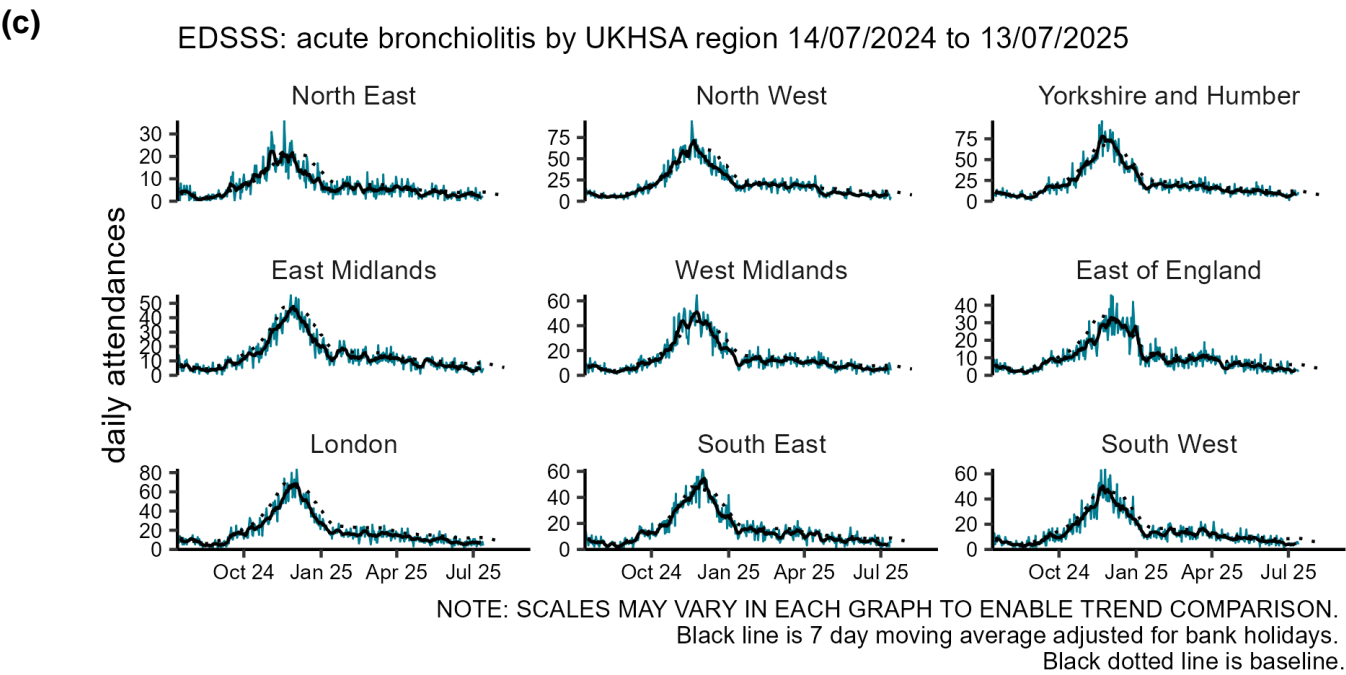 (c)
EDSSS: acute bronchiolitis by UKHSA region 14/07/2024 to 13/07/2025
daily attendances
North East
30
20
10
0
North West
75
50
25
0
Yorkshire and Humber
75
50
25
0
East Midlands
50
40
30
20
10
0
West Midlands
60
40
20
0
East of England
40
30
20
10
0
London
80
60
40
20
0
Oct 24 Jan 25 Apr 25 Jul 25
South East
60
40
20
0
Oct 24 Jan 25 Apr 25 Jul 25
South West
60
40
20
0
Oct 24 Jan 25 Apr 25 Jul 25
NOTE: SCALES MAY VARY IN EACH GRAPH TO ENABLE TREND COMPARISON.
Black line is 7 day moving average adjusted for bank holidays.
Black dotted line is baseline.